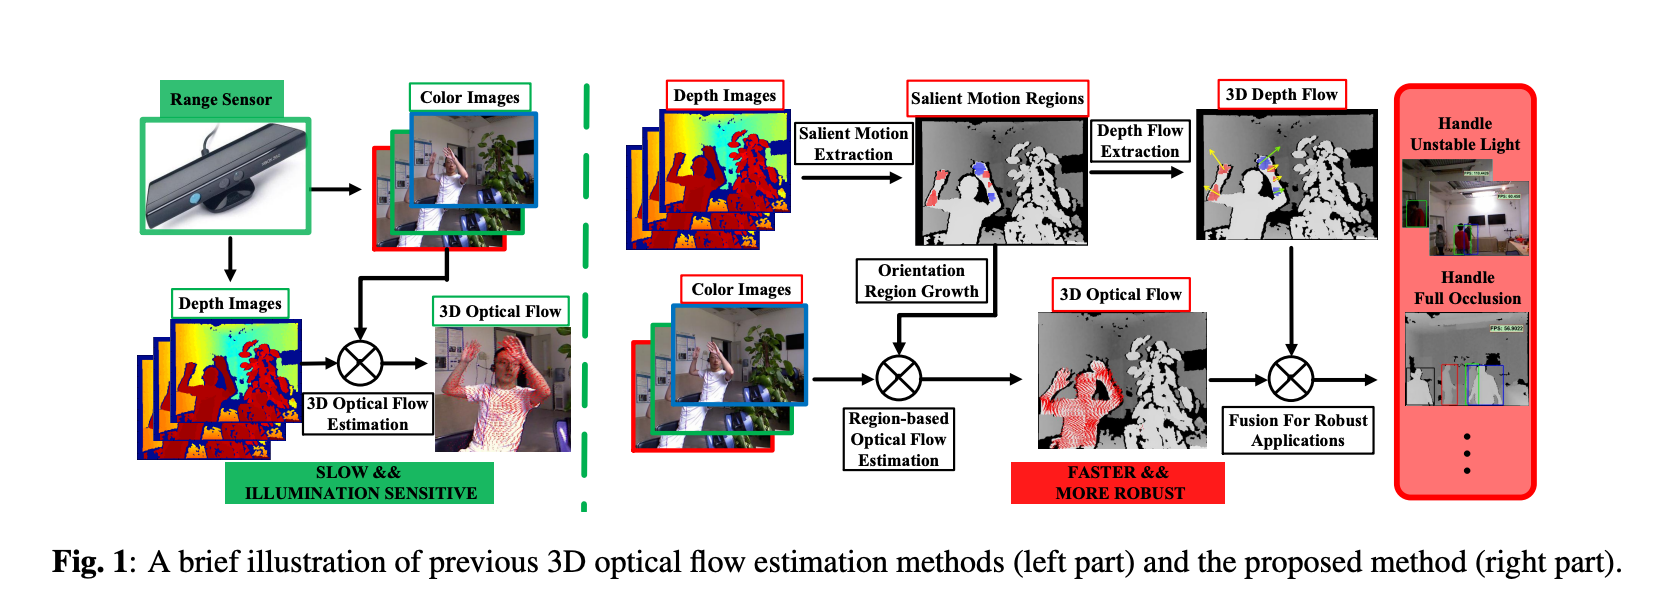 Range Sensor
Color Images
Depth Images
3D Optical Flow
3D Optical Flow
Estimation
SLOW &&
ILLUMINATION SENSITIVE
Depth Images
Salient Motion
Extraction
Salient Motion Regions
Depth Flow
Extraction
3D Depth Flow
Orientation
Region Growth
Color Images
3D Optical Flow
Region-based
Optical Flow
Estimation
Fusion For Robust
Applications
FASTER &&
MORE ROBUST
Handle
Unstable Light
Handle
Full Occlusion
FPS: 56.9022
Fig. 1: A brief illustration of previous 3D optical flow estimation methods (left part) and the proposed method (right part).